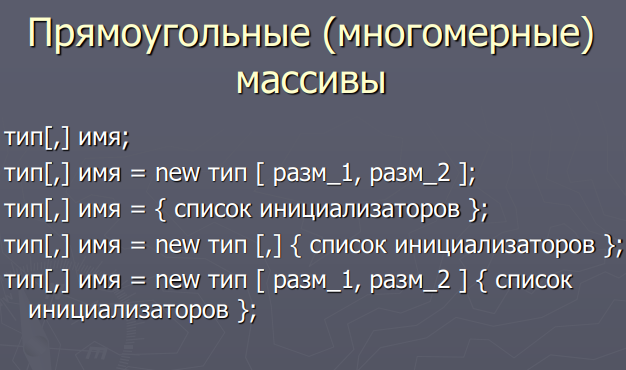 Прямоугольные (многомерные)
массивы
тип[,] имя;
тип[,] имя = new тип [ разм_1, разм_2 ];
тип[,] имя = { список инициализаторов };
тип[,] имя = new тип [,] { список инициализаторов };
тип[,] имя = new тип [ разм_1, разм_2 ] { список
инициализаторов };